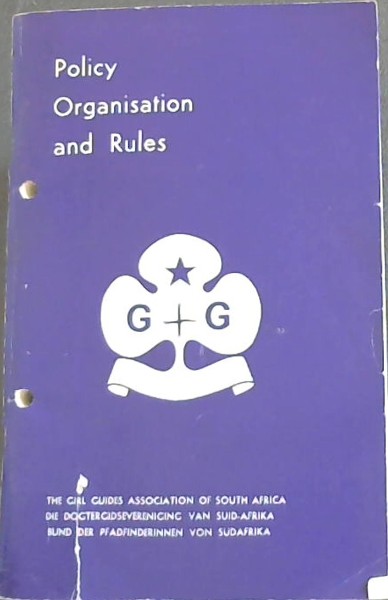 Policy
Organisation
and Rules
G G
THE GIRL GUIDES ASSOCIATION OF SOUTH AFRICA
DIE DOGTERGIDSEVERENIGING VAN SUID-AFRIKA
BUND DER PFADFINDERINNEN VON SUDAFRIKA